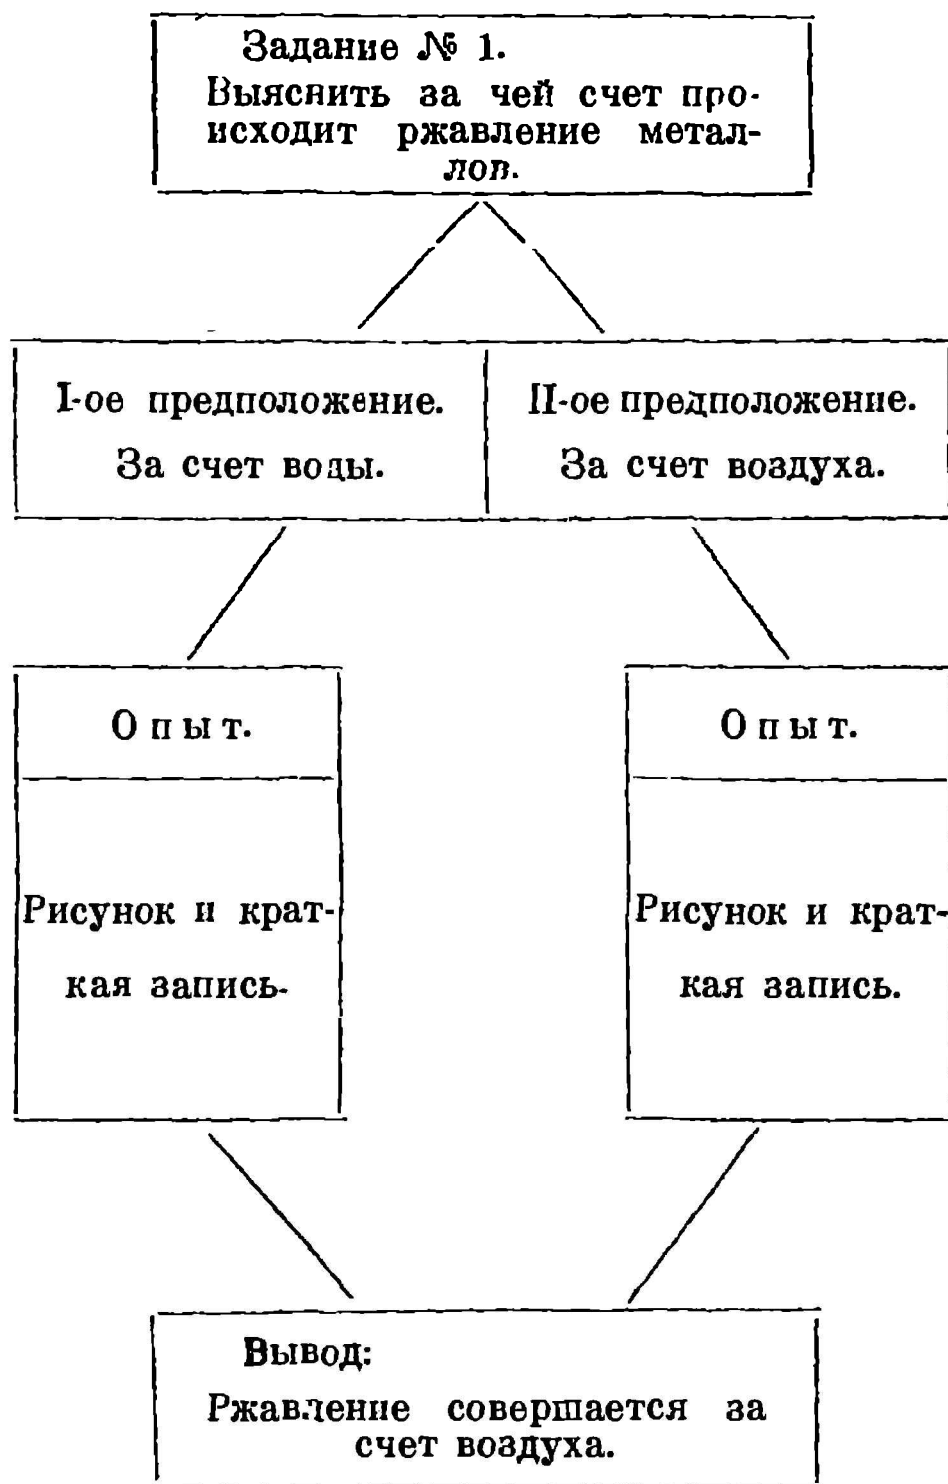 Задание № 1.
Выяснить за чей счет про-
исходит ржавление метал-
лов.
I-ое предположение.
За счет воды.
II-ое предположение.
За счет воздуха.
Опыт.
Рисунок и крат-
кая запись.
Опыт.
Рисунок и крат-
кая запись.
Вывод:
Ржавление совершается за
счет воздуха.